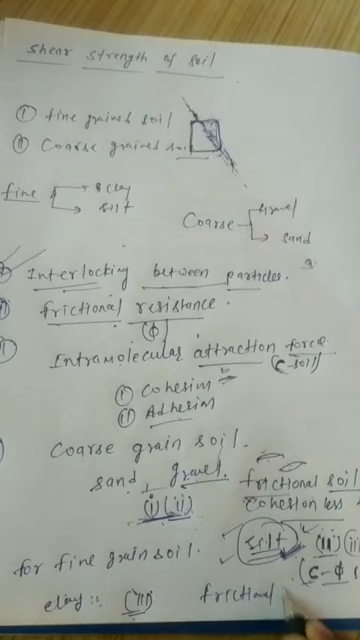 Shear strength of soil
(i) fine grained soil
(ii) Coarse grained soil
fine → clay
→ silt
Coarse → gravel
→ sand
Interlocking between particles.
frictional resistance.
(φ)
Intramolecular attraction force
(C-soil)
(i) Cohesion
(ii) Adhesion
Coarse grain soil.
sand, gravel.
(i) (ii)
frictional soil
Cohesion less
for fine grain soil.
silt (ii)
(C-φ
clay :: (iii)
frictional